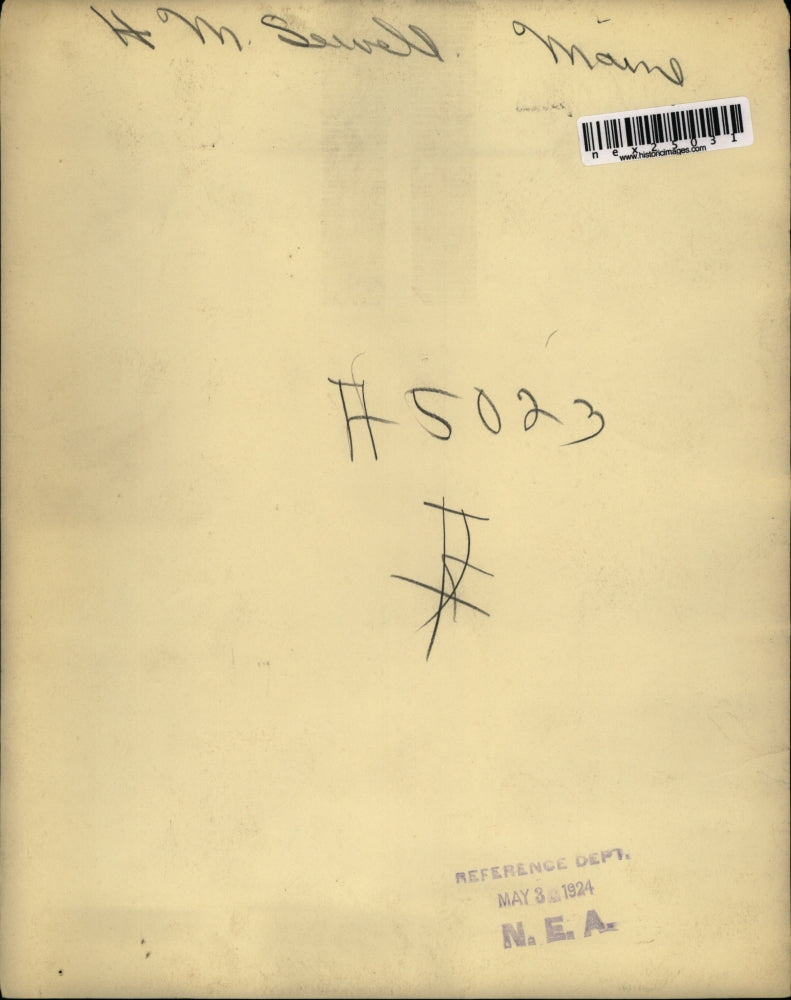 H M. Sewell. Maine
nex25031
www.historicimages.com
# 5023
REFERENCE DEPT.
MAY 3 1924
N. E. A.